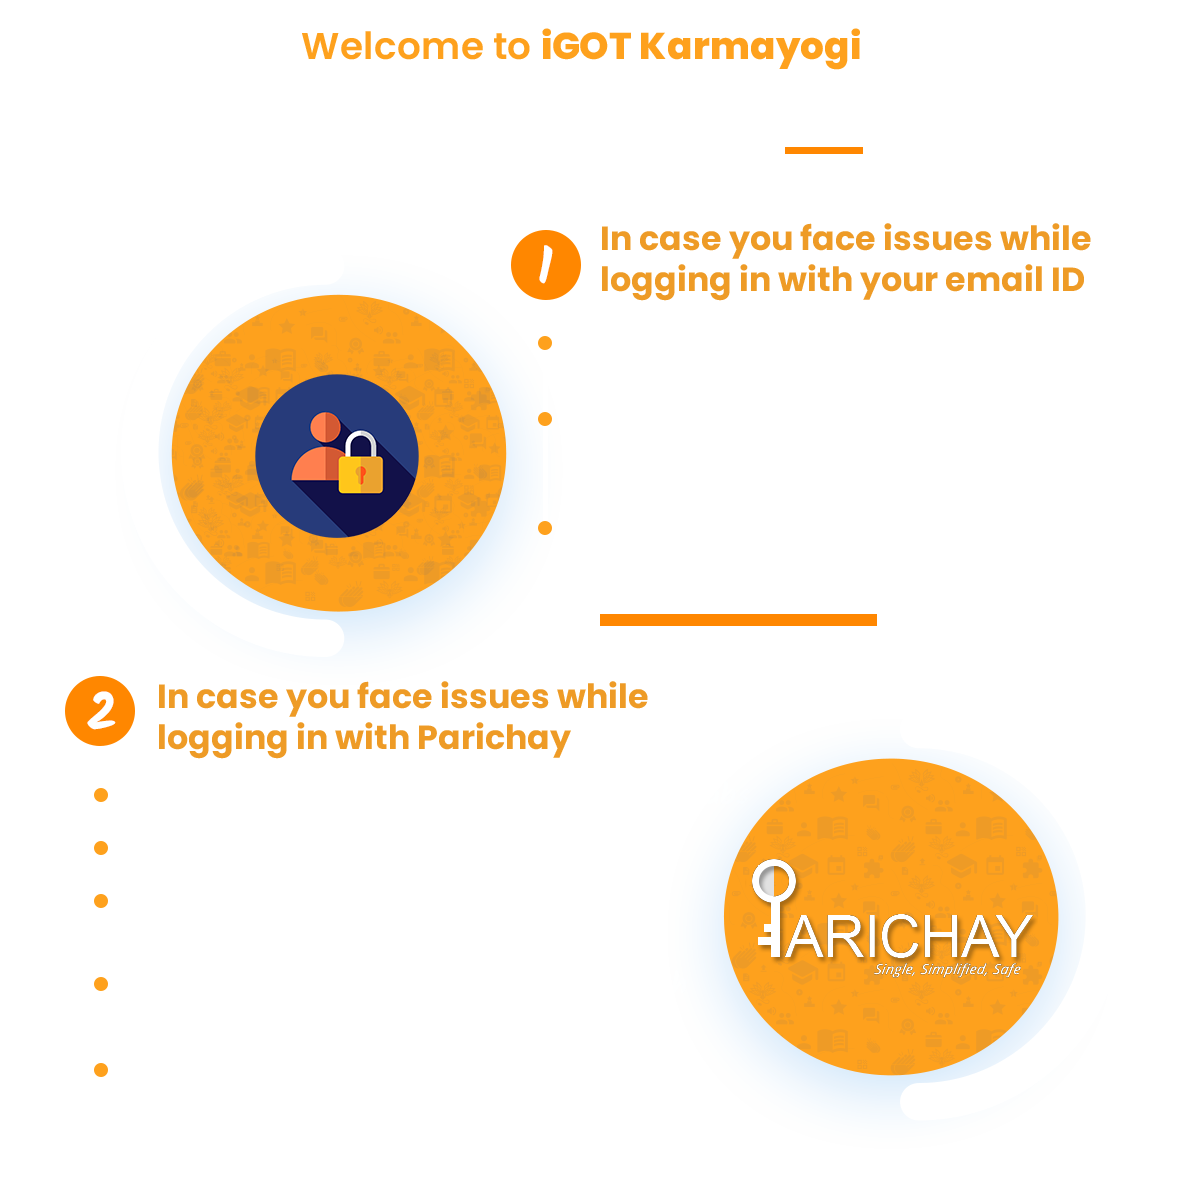 Welcome to iGOT Karmayogi
1
In case you face issues while
logging in with your email ID
2
In case you face issues while
logging in with Parichay
PARICHAY
Single, Simplified, Safe